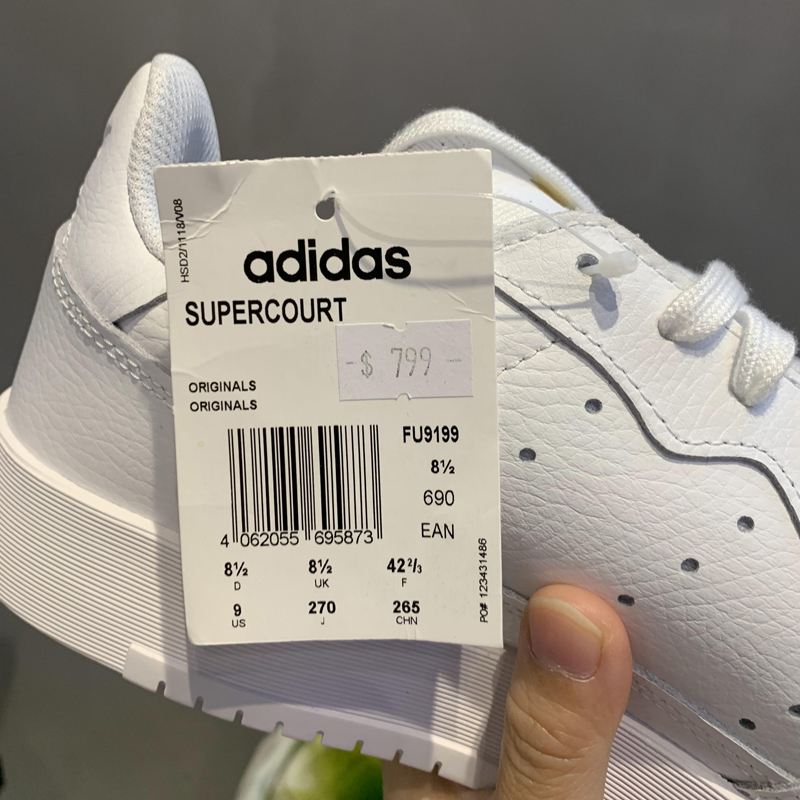 HSD2/1118/V08
adidas
SUPERCOURT
-$ 799 -
ORIGINALS
ORIGINALS
FU9199
8½
690
EAN
4 062055 695873
8½ 8½ 42⅔
D UK F
9 270 265
US J CHN
PO# 123431486